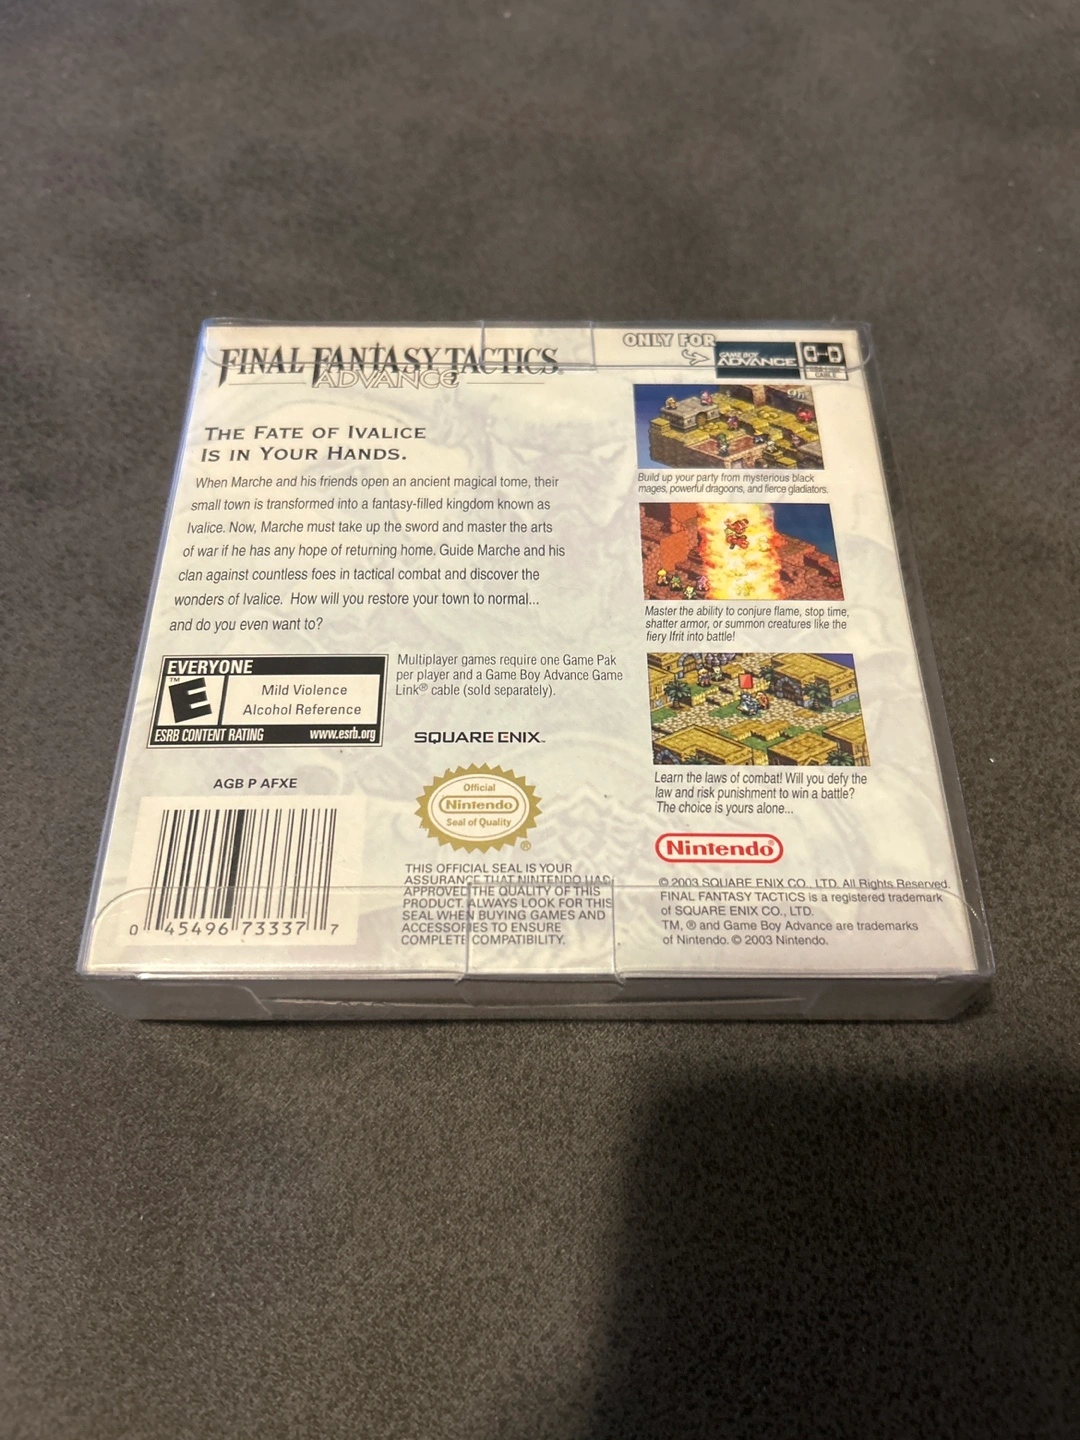 FINAL FANTASY TACTICS®
ADVANCE
ONLY FOR
GAME BOY
ADVANCE
CABLE
THE FATE OF IVALICE
IS IN YOUR HANDS.
When Marche and his friends open an ancient magical tome, their
small town is transformed into a fantasy-filled kingdom known as
Ivalice. Now, Marche must take up the sword and master the arts
of war if he has any hope of returning home. Guide Marche and his
clan against countless foes in tactical combat and discover the
wonders of Ivalice. How will you restore your town to normal...
and do you even want to?
Build up your party from mysterious black
mages, powerful dragoons, and fierce gladiators.
Master the ability to conjure flame, stop time,
shatter armor, or summon creatures like the
fiery Ifrit into battle!
Learn the laws of combat! Will you defy the
law and risk punishment to win a battle?
The choice is yours alone...
EVERYONE
E™
Mild Violence
Alcohol Reference
ESRB CONTENT RATING www.esrb.org
Multiplayer games require one Game Pak
per player and a Game Boy Advance Game
Link® cable (sold separately).
SQUARE ENIX™
AGB P AFXE
0 45496 73337 7
Official
Nintendo
Seal of Quality
®
THIS OFFICIAL SEAL IS YOUR
ASSURANCE THAT NINTENDO HAS
APPROVED THE QUALITY OF THIS
PRODUCT. ALWAYS LOOK FOR THIS
SEAL WHEN BUYING GAMES AND
ACCESSORIES TO ENSURE
COMPLETE COMPATIBILITY.
Nintendo®
© 2003 SQUARE ENIX CO., LTD. All Rights Reserved.
FINAL FANTASY TACTICS is a registered trademark
of SQUARE ENIX CO., LTD.
TM, ® and Game Boy Advance are trademarks
of Nintendo. © 2003 Nintendo.